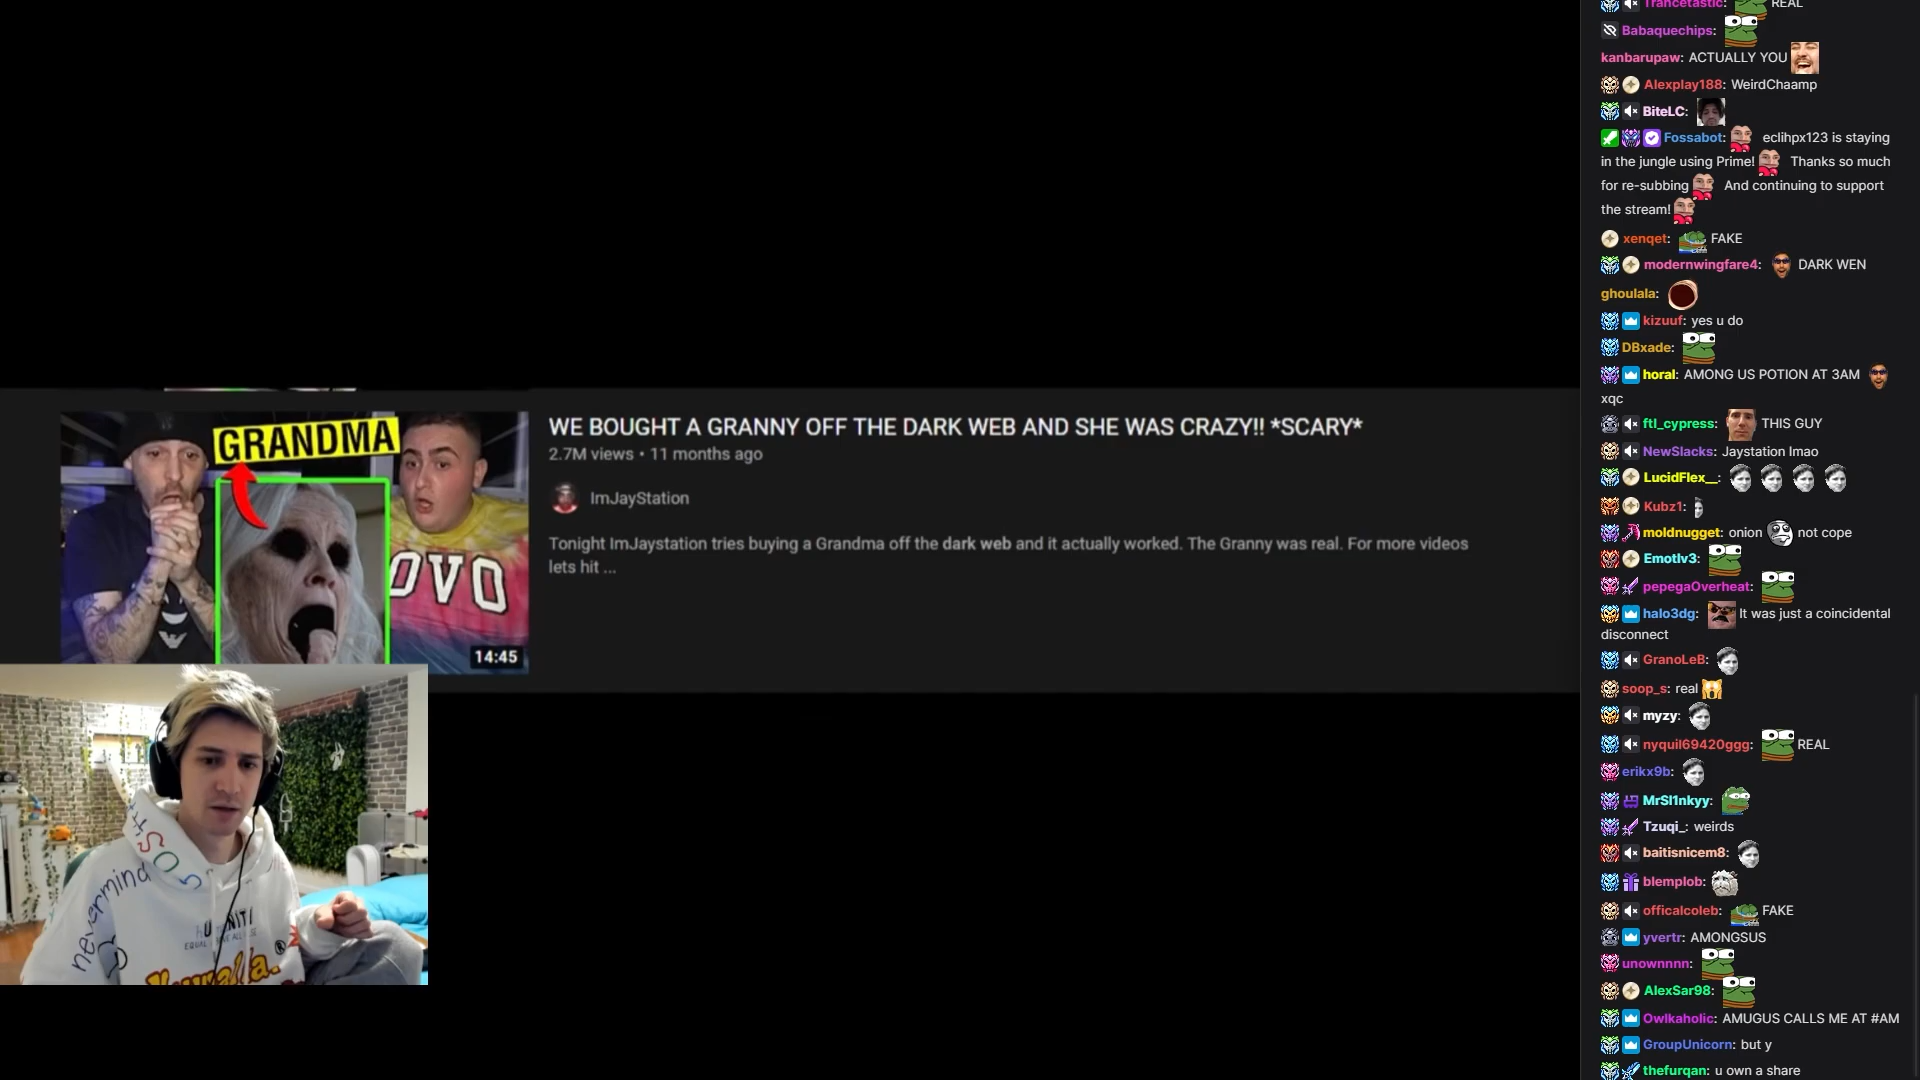 GRANDMA
OVO
14:45
WE BOUGHT A GRANNY OFF THE DARK WEB AND SHE WAS CRAZY!! *SCARY*
2.7M views • 11 months ago
ImJayStation
Tonight ImJaystation tries buying a Grandma off the dark web and it actually worked. The Granny was real. For more videos
lets hit ...
nevermind
Trancetastic: REAL
Babaquechips:
kanbarupaw: ACTUALLY YOU
Alexplay188: WeirdChaamp
BiteLC:
Fossabot: eclihpx123 is staying
in the jungle using Prime! Thanks so much
for re-subbing And continuing to support
the stream!
xenqet: FAKE
modernwingfare4: DARK WEN
ghoulala:
kizuuf: yes u do
DBxade:
horal: AMONG US POTION AT 3AM
xqc
ftl_cypress: THIS GUY
NewSlacks: Jaystation lmao
LucidFlex__:
Kubz1:
moldnugget: onion not cope
Emotlv3:
pepegaOverheat:
halo3dg: It was just a coincidental
disconnect
GranoLeB:
soop_s: real
myzy:
nyquil69420ggg: REAL
erikx9b:
MrSl1nkyy:
Tzuqi_: weirds
baitisnicem8:
blemplob:
officalcoleb: FAKE
yvertr: AMONGSUS
unownnnn:
AlexSar98:
Owlkaholic: AMUGUS CALLS ME AT #AM
GroupUnicorn: but y
thefurqan: u own a share